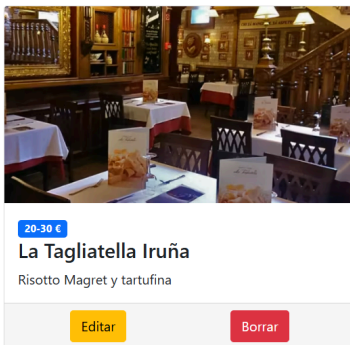 20-30 €
La Tagliatella Iruña
Risotto Magret y tartufina
Editar
Borrar